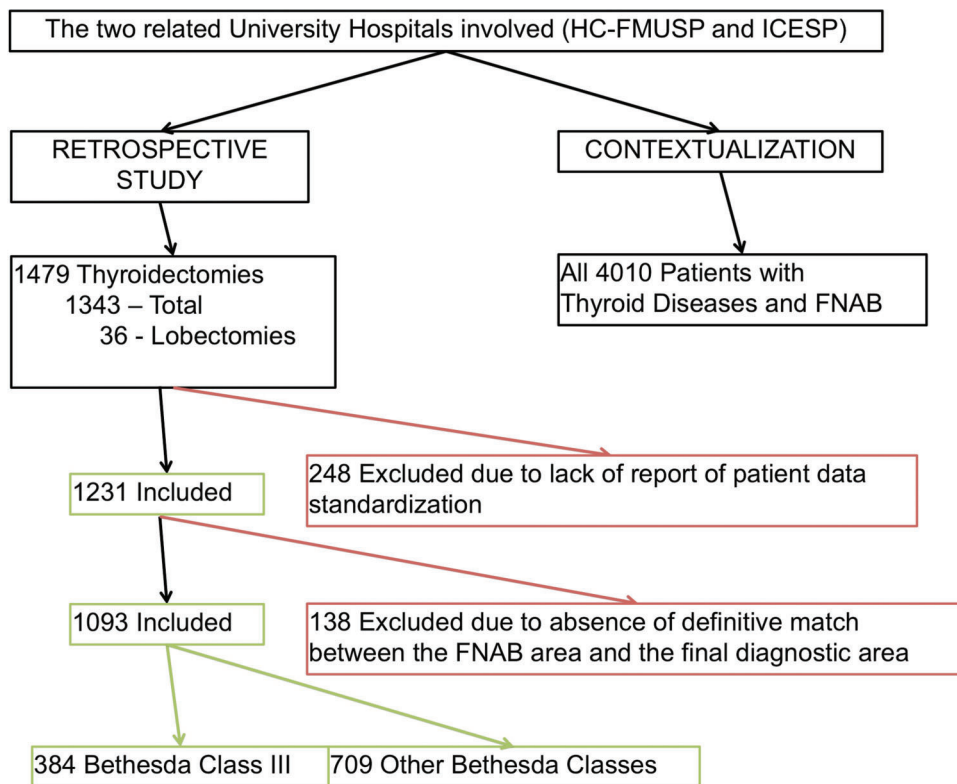 The two related University Hospitals involved (HC-FMUSP and ICESP)
RETROSPECTIVE
STUDY
CONTEXTUALIZATION
1479 Thyroidectomies
1343 – Total
36 - Lobectomies
All 4010 Patients with
Thyroid Diseases and FNAB
248 Excluded due to lack of report of patient data
standardization
1231 Included
138 Excluded due to absence of definitive match
between the FNAB area and the final diagnostic area
1093 Included
384 Bethesda Class III
709 Other Bethesda Classes